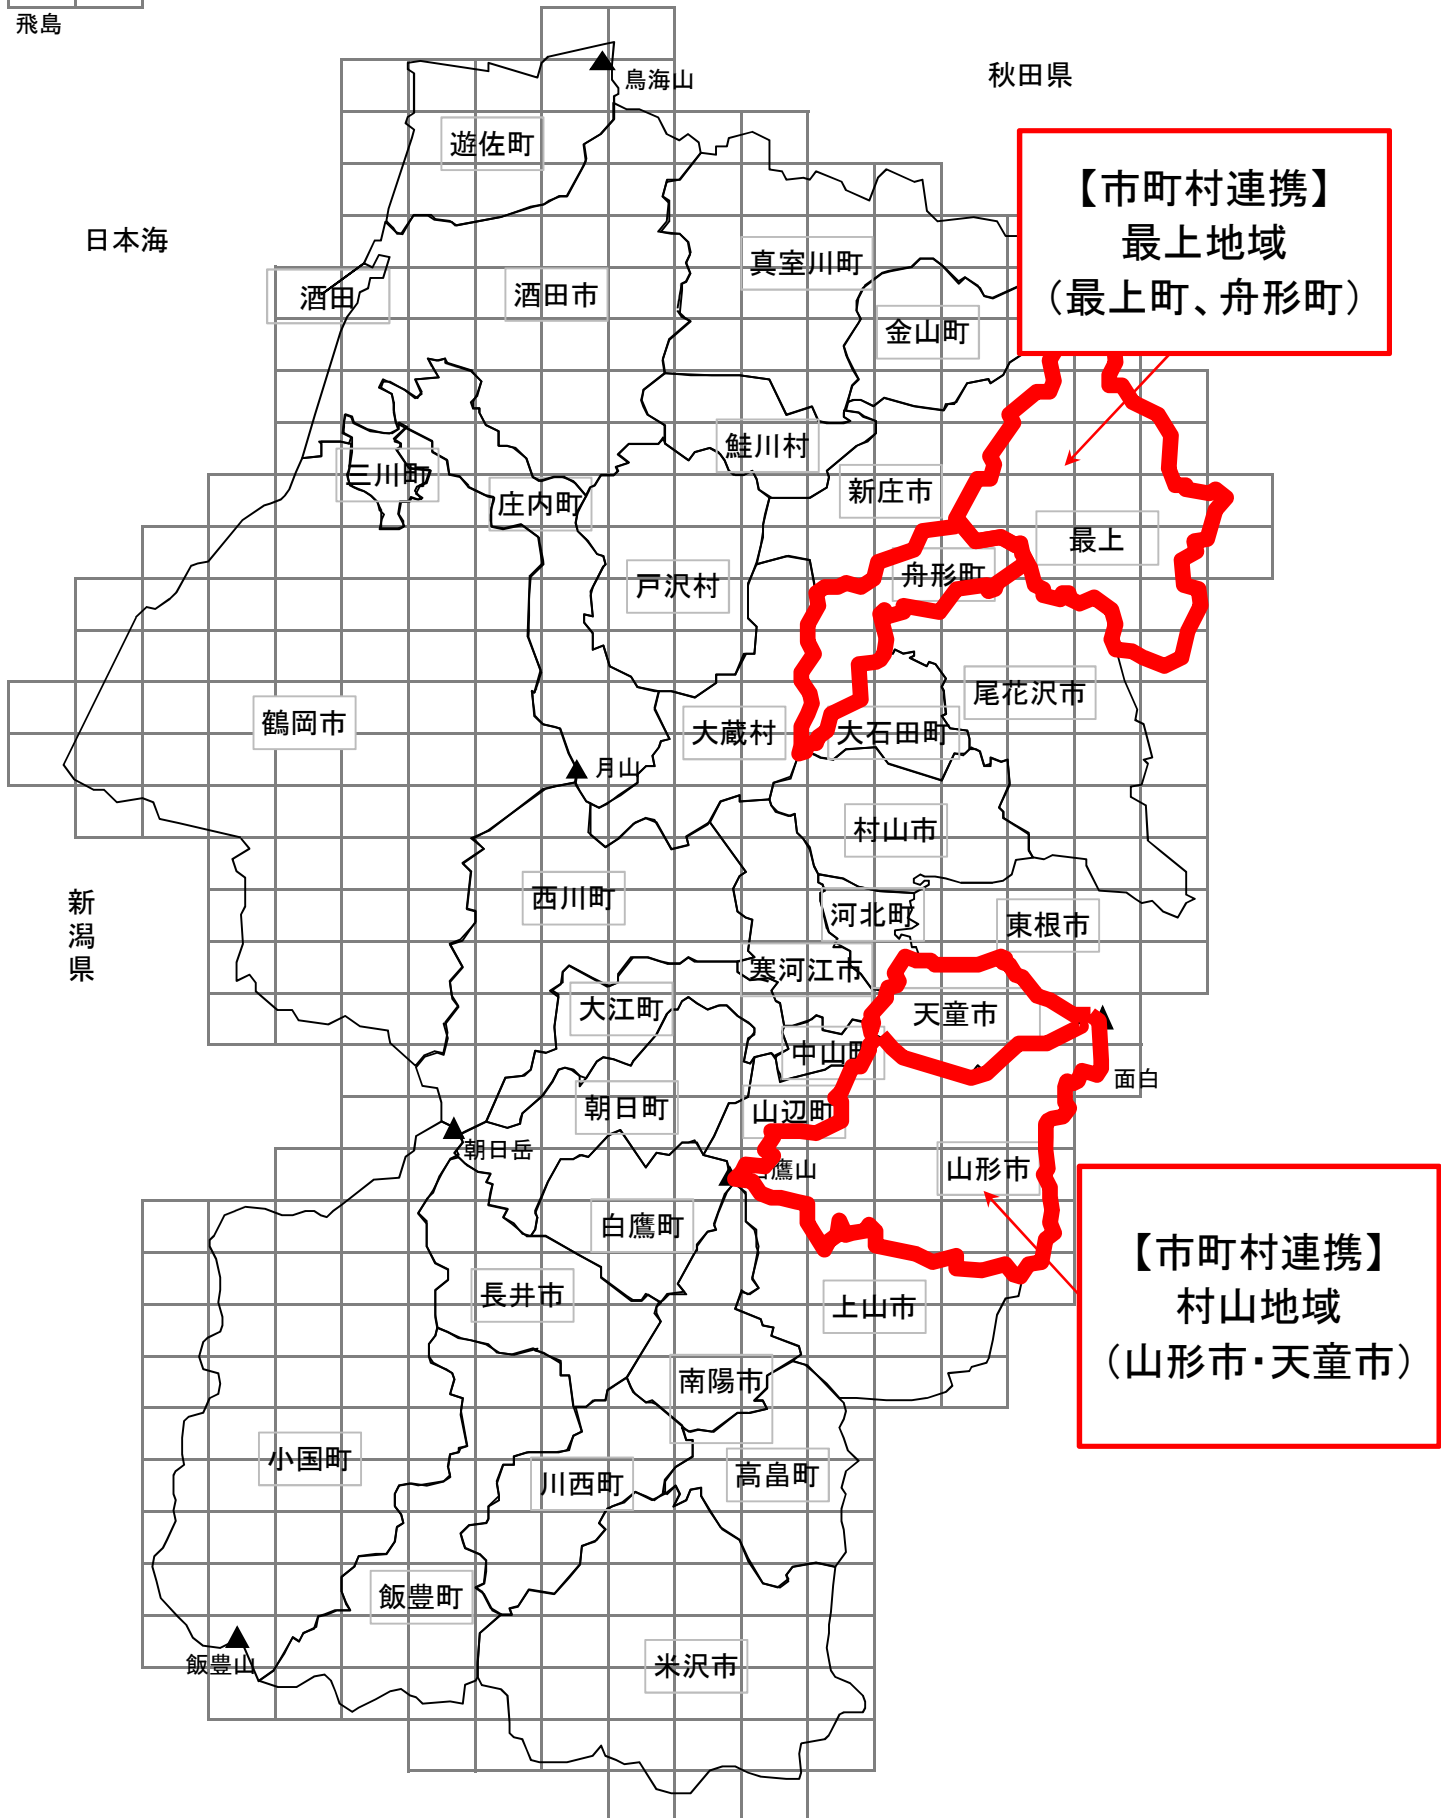 飛島
鳥海山
秋田県
遊佐町
【市町村連携】
最上地域
（最上町、舟形町）
日本海
真室川町
酒田
酒田市
金山町
鮭川村
三川町
新庄市
庄内町
最上
舟形町
戸沢村
尾花沢市
鶴岡市
大蔵村
大石田町
月山
村山市
西川町
新潟県
河北町
東根市
寒河江市
大江町
天童市
中山町
面白
朝日町
山辺町
朝日岳
鷹山
山形市
白鷹町
【市町村連携】
村山地域
（山形市・天童市）
長井市
上山市
南陽市
小国町
川西町
高畠町
飯豊町
飯豊山
米沢市